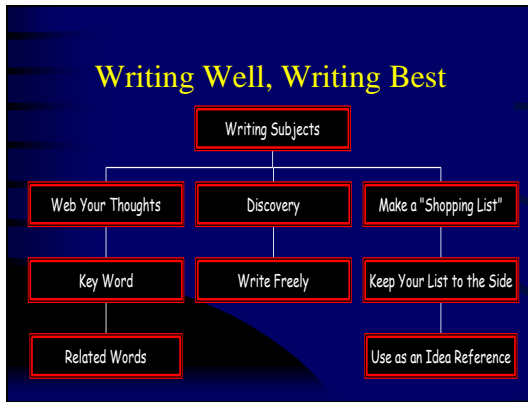 Writing Well, Writing Best
Writing Subjects
Web Your Thoughts
Discovery
Make a "Shopping List"
Key Word
Write Freely
Keep Your List to the Side
Related Words
Use as an Idea Reference